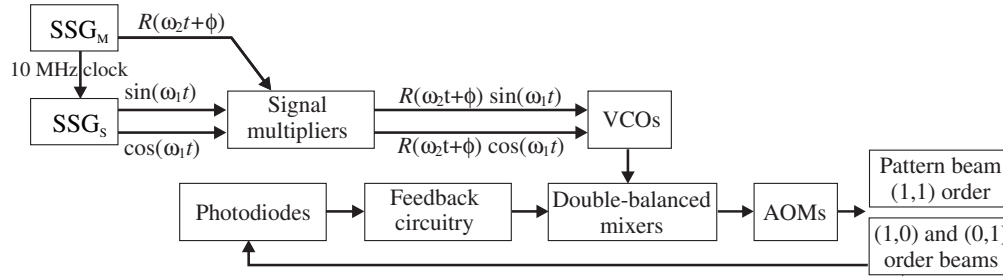 SSG_M
R(ω₂t+ϕ)
10 MHz clock
sin(ω₁t)
SSG_S
cos(ω₁t)
Signal
multipliers
R(ω₂t+ϕ) sin(ω₁t)
R(ω₂t+ϕ) cos(ω₁t)
VCOs
Photodiodes
Feedback
circuitry
Double-balanced
mixers
AOMs
Pattern beam
(1,1) order
(1,0) and (0,1)
order beams